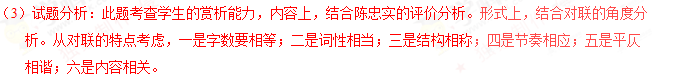 （3）试题分析：此题考查学生的赏析能力，内容上，结合陈忠实的评价分析。形式上，结合对联的角度分
析。从对联的特点考虑，一是字数要相等；二是词性相当；三是结构相称；四是节奏相应；五是平仄
相谐；六是内容相关。